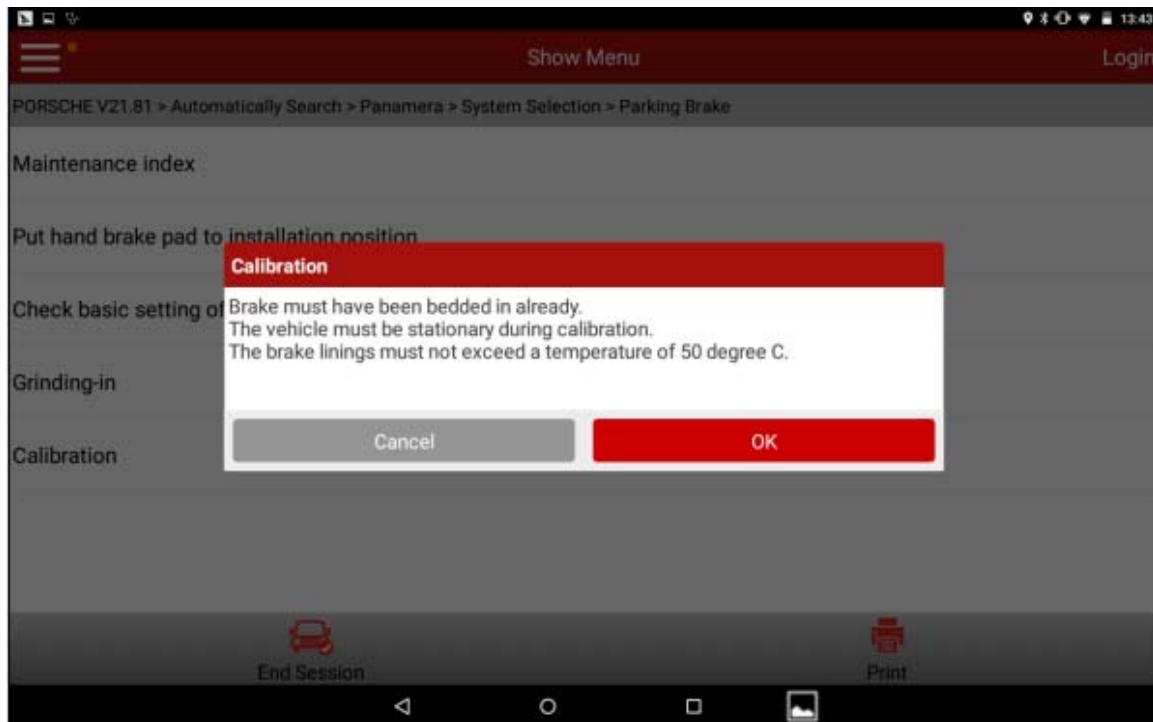 13:43
Show Menu
Login
PORSCHE V21.81 > Automatically Search > Panamera > System Selection > Parking Brake
Maintenance index
Put hand brake pad to installation position
Calibration
Check basic setting of
Brake must have been bedded in already.
The vehicle must be stationary during calibration.
The brake linings must not exceed a temperature of 50 degree C.
Grinding-in
Cancel
OK
Calibration
End Session
Print